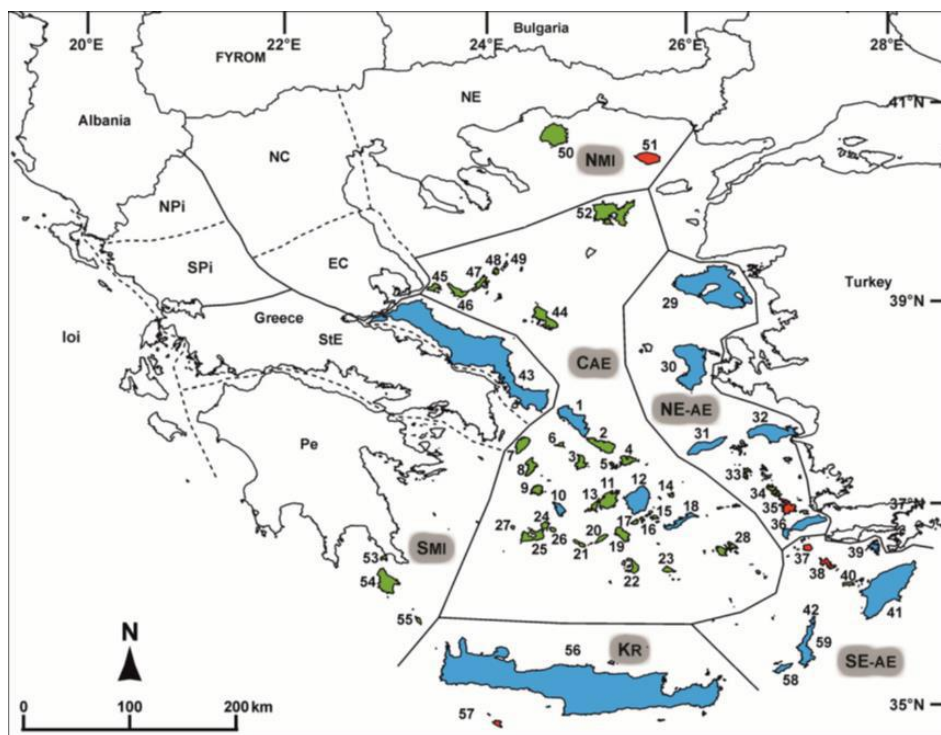 20°E 22°E 24°E 26°E 28°E
Bulgaria
FYROM
NE
41°N
Albania
NC
50
NMI
51
NPi
52
SPi
EC
45 47 48 49
46
29
39°N
Turkey
Greece
44
Ioi
StE
CAE
30
43
1
NE-AE
Pe
6 2
31
32
7
3 5 4
8
33
9 10 11 12 14
34
13
35
37°N
27 24 17 16 15 18
36
25 26 20
21 19
28
SMI
53
37
39
54
22 23
38 40
41
55
42
N
56
KR
59
58
SE-AE
57
35°N
0 100 200 km